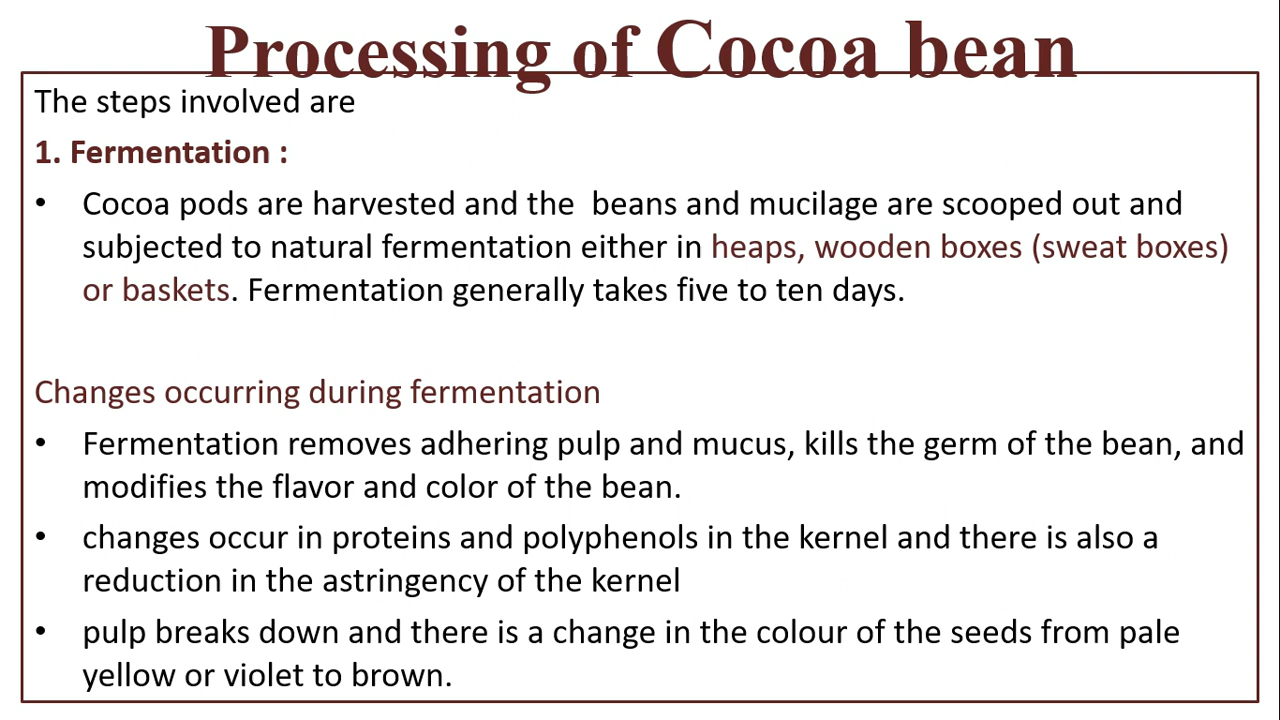 Processing of Cocoa bean
The steps involved are
1. Fermentation :
• Cocoa pods are harvested and the  beans and mucilage are scooped out and
subjected to natural fermentation either in heaps, wooden boxes (sweat boxes)
or baskets. Fermentation generally takes five to ten days.
Changes occurring during fermentation
• Fermentation removes adhering pulp and mucus, kills the germ of the bean, and
modifies the flavor and color of the bean.
• changes occur in proteins and polyphenols in the kernel and there is also a
reduction in the astringency of the kernel
• pulp breaks down and there is a change in the colour of the seeds from pale
yellow or violet to brown.